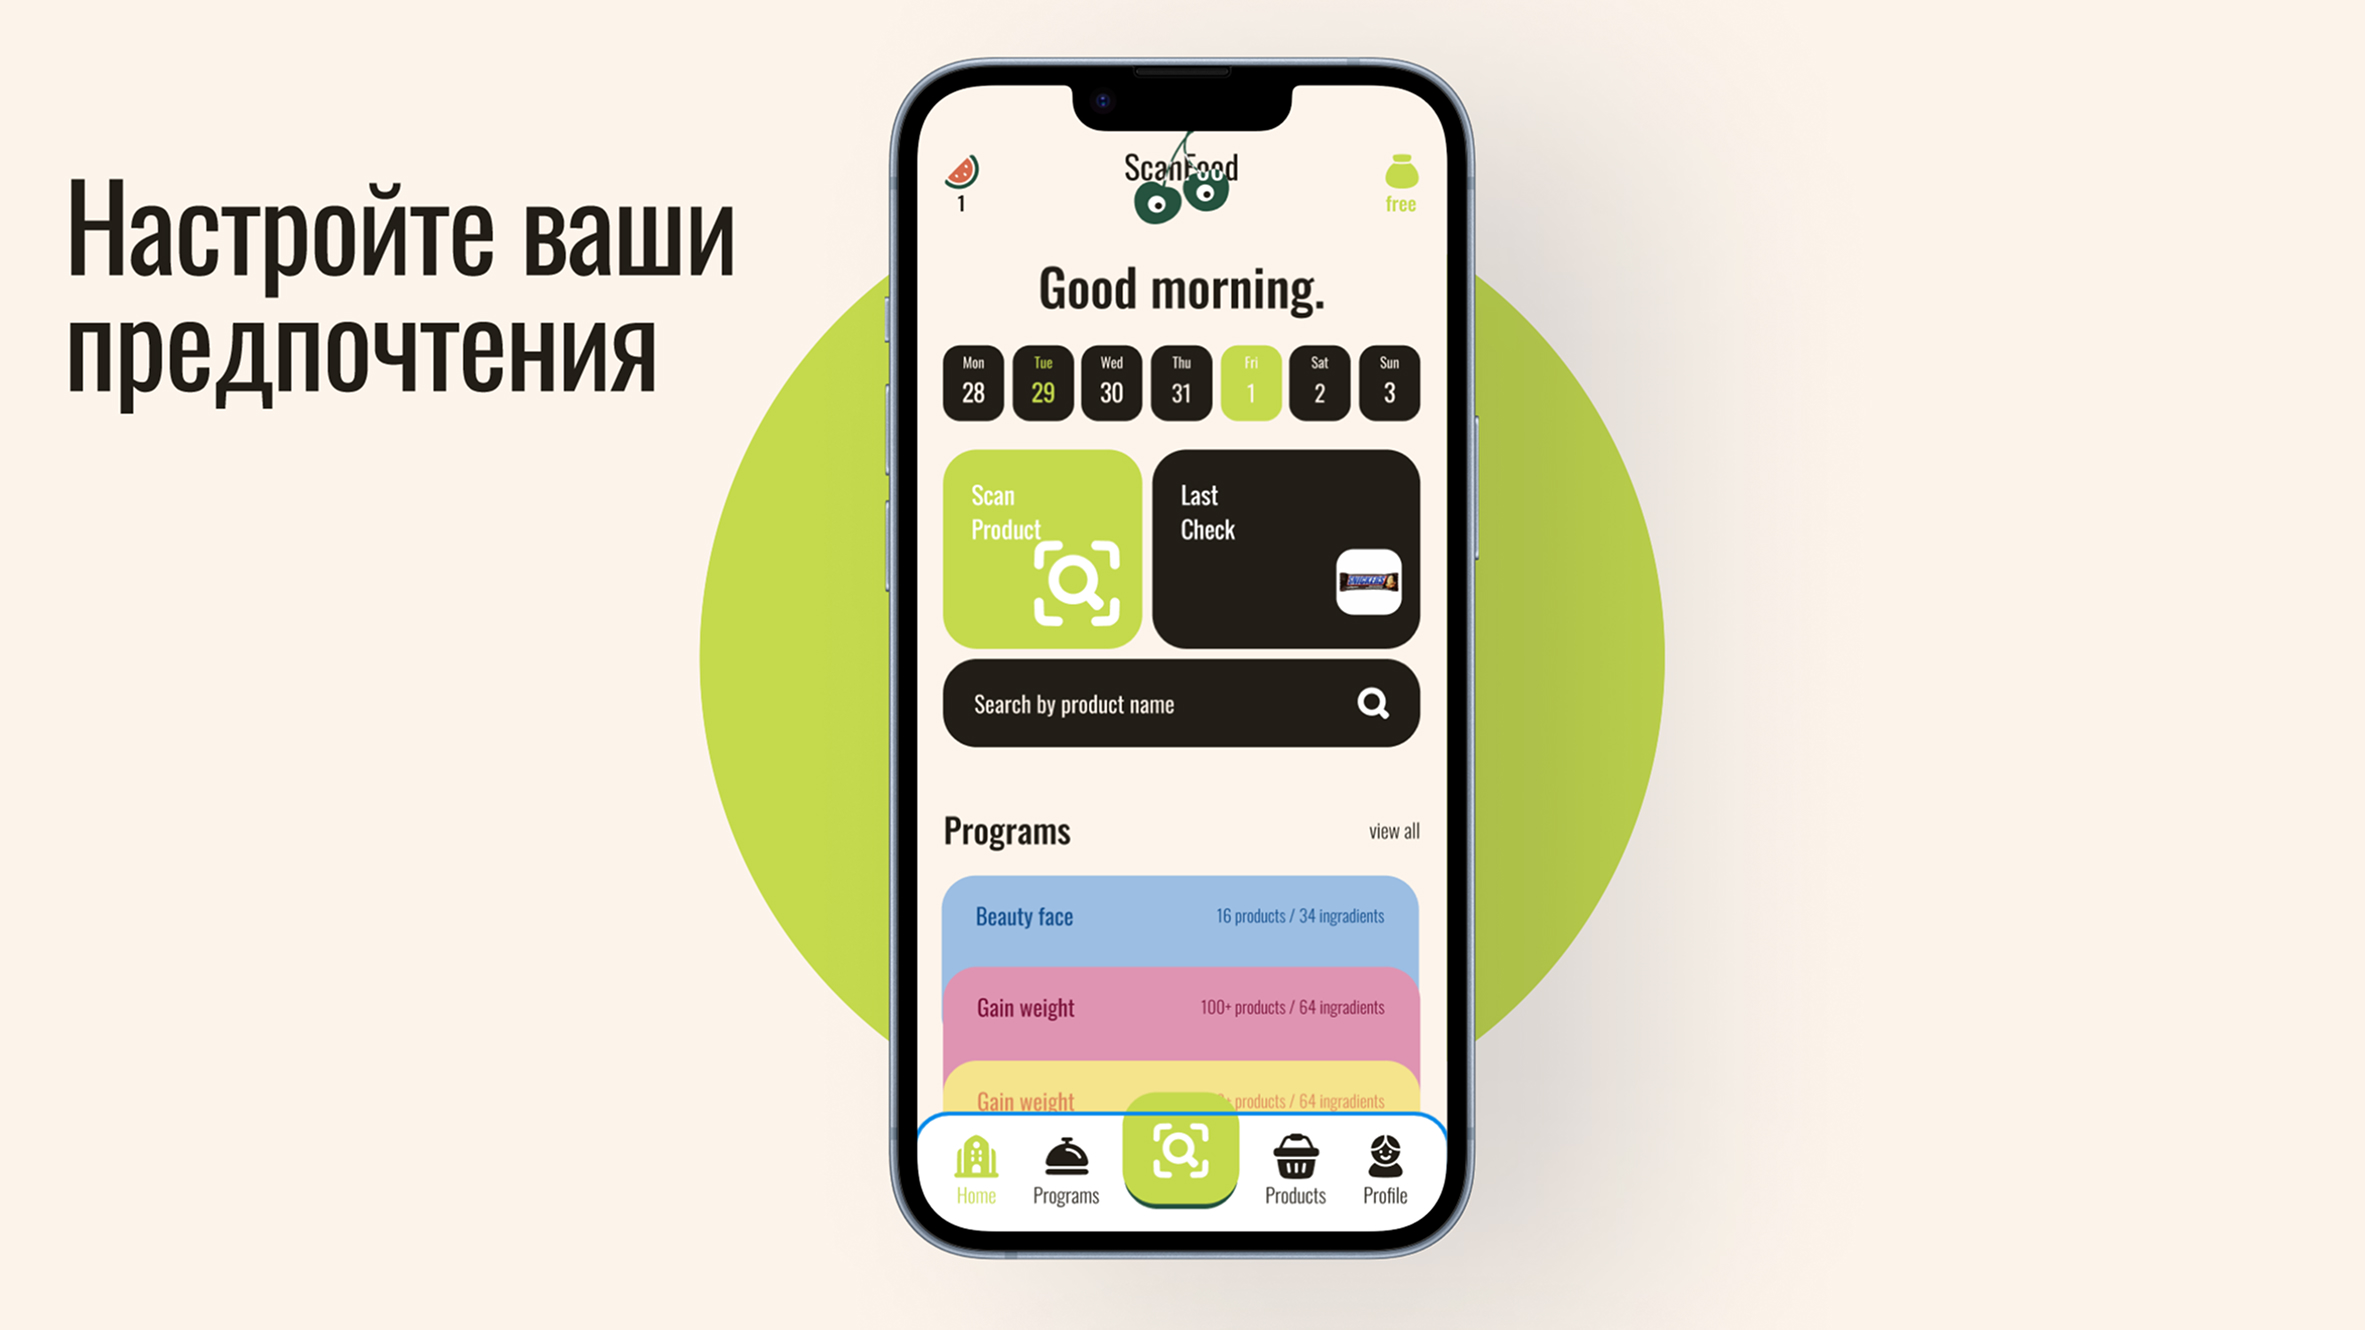 Настройте ваши
предпочтения
ScanFood
1
free
Good morning.
Mon Tue Wed Thu Fri Sat Sun
28 29 30 31 1 2 3
Scan
Product
Last
Check
SNICKERS
Search by product name
Programs view all
Beauty face 16 products / 34 ingradients
Gain weight 100+ products / 64 ingradients
Gain weight products / 64 ingradients
Home Programs Products Profile